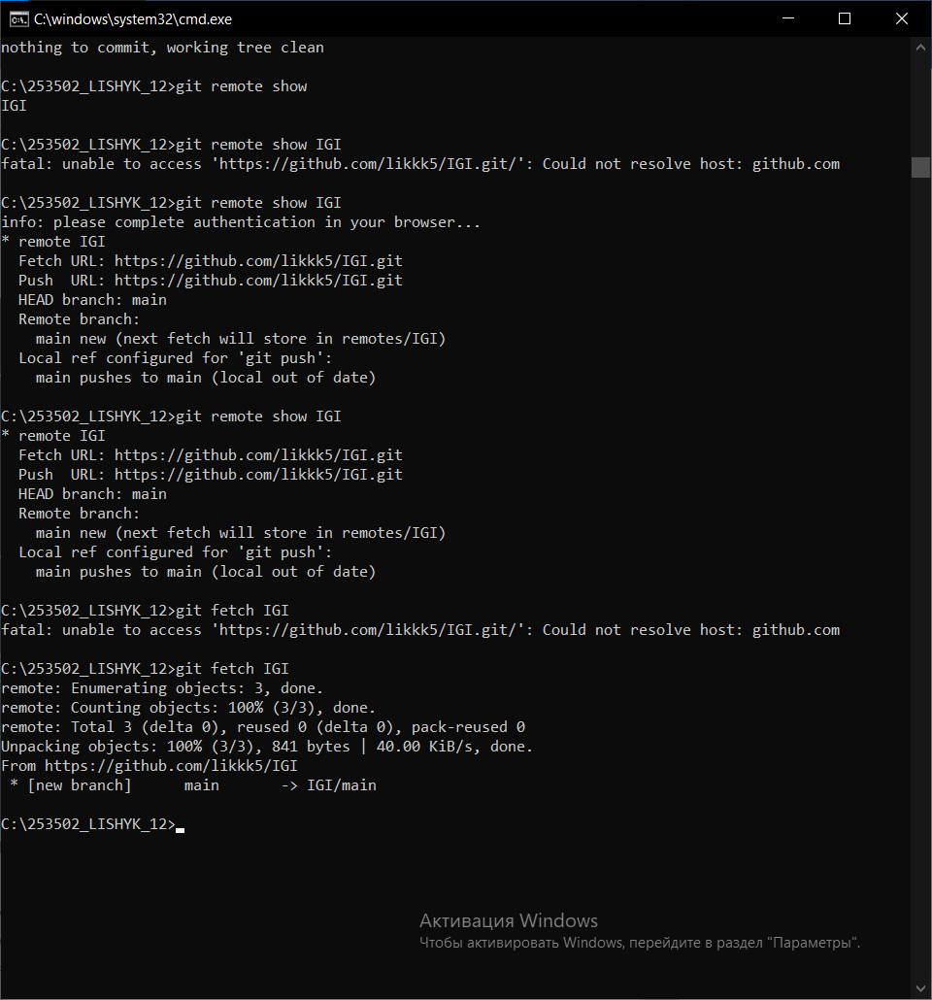 C:\windows\system32\cmd.exe
nothing to commit, working tree clean
C:\253502_LISHYK_12>git remote show
IGI
C:\253502_LISHYK_12>git remote show IGI
fatal: unable to access 'https://github.com/likkk5/IGI.git/': Could not resolve host: github.com
C:\253502_LISHYK_12>git remote show IGI
info: please complete authentication in your browser...
* remote IGI
  Fetch URL: https://github.com/likkk5/IGI.git
  Push  URL: https://github.com/likkk5/IGI.git
  HEAD branch: main
  Remote branch:
    main new (next fetch will store in remotes/IGI)
  Local ref configured for 'git push':
    main pushes to main (local out of date)
C:\253502_LISHYK_12>git remote show IGI
* remote IGI
  Fetch URL: https://github.com/likkk5/IGI.git
  Push  URL: https://github.com/likkk5/IGI.git
  HEAD branch: main
  Remote branch:
    main new (next fetch will store in remotes/IGI)
  Local ref configured for 'git push':
    main pushes to main (local out of date)
C:\253502_LISHYK_12>git fetch IGI
fatal: unable to access 'https://github.com/likkk5/IGI.git/': Could not resolve host: github.com
C:\253502_LISHYK_12>git fetch IGI
remote: Enumerating objects: 3, done.
remote: Counting objects: 100% (3/3), done.
remote: Total 3 (delta 0), reused 0 (delta 0), pack-reused 0
Unpacking objects: 100% (3/3), 841 bytes | 40.00 KiB/s, done.
From https://github.com/likkk5/IGI
 * [new branch]      main       -> IGI/main
C:\253502_LISHYK_12>
Активация Windows
Чтобы активировать Windows, перейдите в раздел "Параметры".